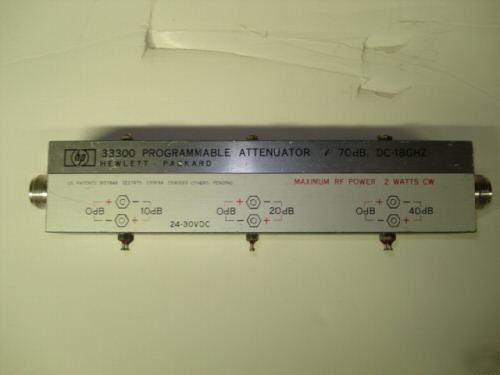 hp 33300 PROGRAMMABLE ATTENUATOR / 70dB, DC-18GHZ
HEWLETT - PACKARD
MAXIMUM RF POWER 2 WATTS CW
0dB + - 10dB 0dB + - 20dB 0dB + - 40dB
- + - + - +
24-30VDC